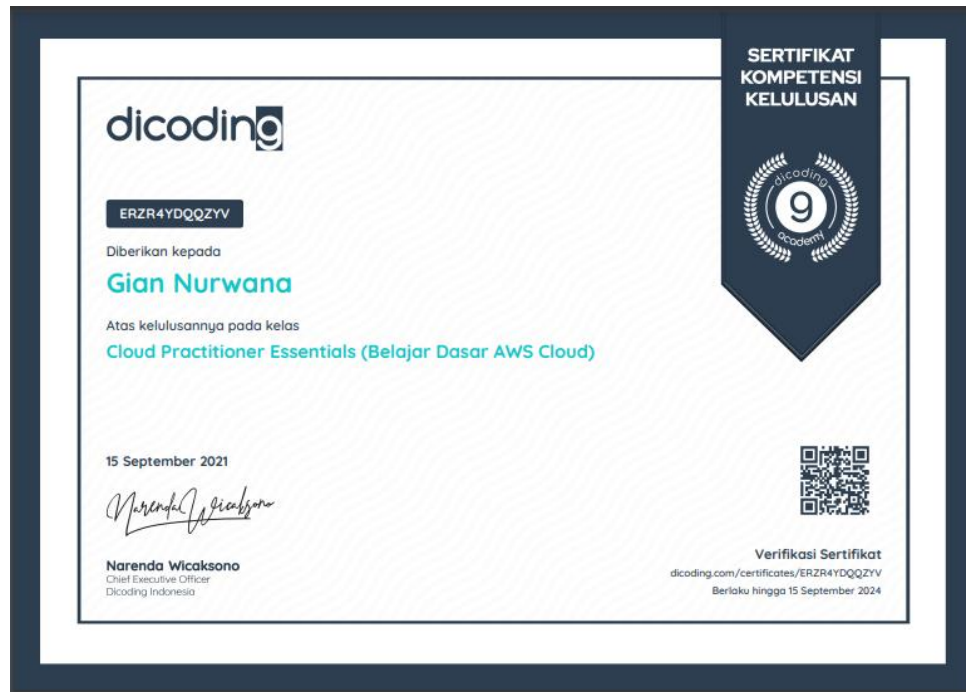 SERTIFIKAT
KOMPETENSI
KELULUSAN
dicoding
dicoding
9
academy
ERZR4YDQQZYV
Diberikan kepada
Gian Nurwana
Atas kelulusannya pada kelas
Cloud Practitioner Essentials (Belajar Dasar AWS Cloud)
15 September 2021
Narenda Wicaksono
Narenda Wicaksono
Chief Executive Officer
Dicoding Indonesia
Verifikasi Sertifikat
dicoding.com/certificates/ERZR4YDQQZYV
Berlaku hingga 15 September 2024